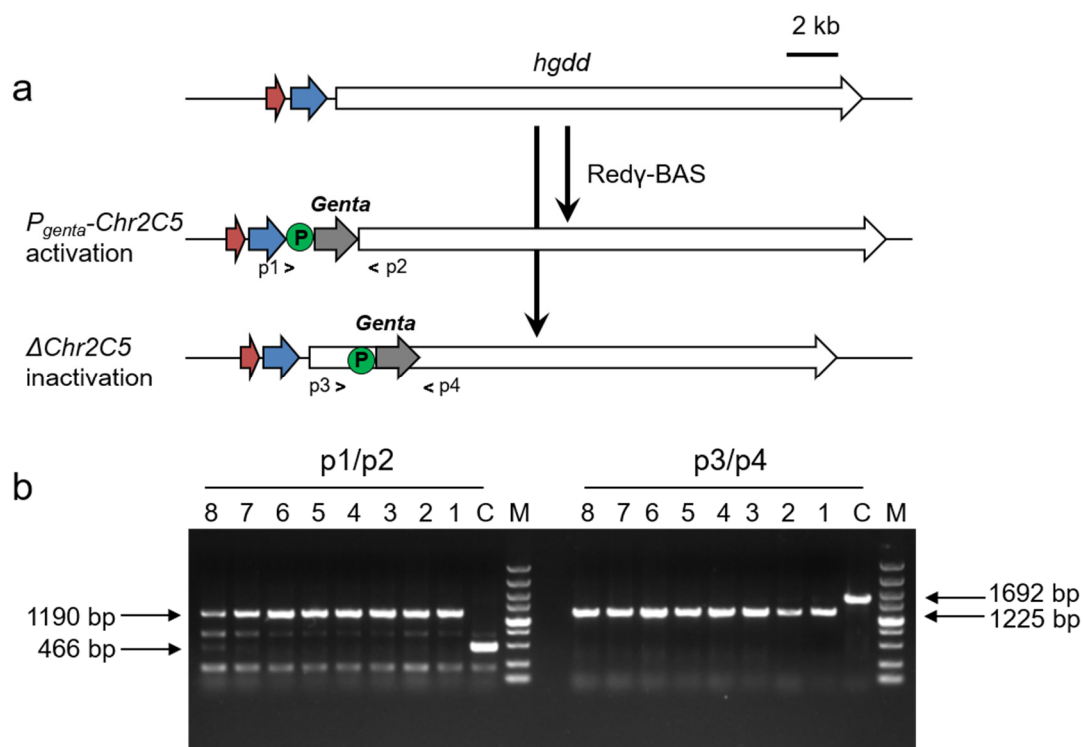 2 kb
a
hgdd
Redγ-BAS
Genta
Pgenta-Chr2C5
activation
P
p1 >
< p2
Genta
ΔChr2C5
inactivation
P
p3 >
< p4
b
p1/p2
p3/p4
8 7 6 5 4 3 2 1 C M
8 7 6 5 4 3 2 1 C M
1190 bp
466 bp
1692 bp
1225 bp